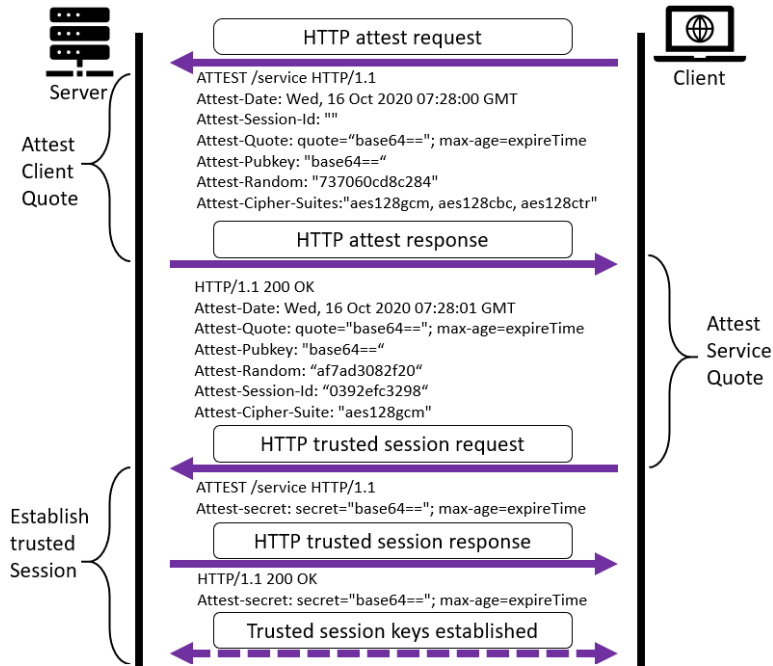 HTTP attest request
Server
Client
ATTEST /service HTTP/1.1
Attest-Date: Wed, 16 Oct 2020 07:28:00 GMT
Attest-Session-Id: ""
Attest-Quote: quote=“base64=="; max-age=expireTime
Attest-Pubkey: "base64==“
Attest-Random: "737060cd8c284"
Attest-Cipher-Suites:"aes128gcm, aes128cbc, aes128ctr"
Attest
Client
Quote
HTTP attest response
HTTP/1.1 200 OK
Attest-Date: Wed, 16 Oct 2020 07:28:01 GMT
Attest-Quote: quote="base64=="; max-age=expireTime
Attest-Pubkey: "base64==“
Attest-Random: “af7ad3082f20“
Attest-Session-Id: “0392efc3298“
Attest-Cipher-Suite: "aes128gcm"
Attest
Service
Quote
HTTP trusted session request
ATTEST /service HTTP/1.1
Attest-secret: secret="base64=="; max-age=expireTime
Establish
trusted
Session
HTTP trusted session response
HTTP/1.1 200 OK
Attest-secret: secret="base64=="; max-age=expireTime
Trusted session keys established